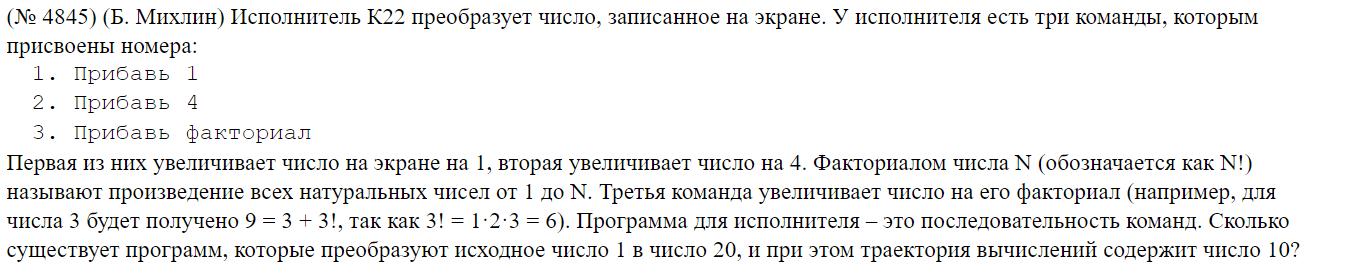 (№ 4845) (Б. Михлин) Исполнитель К22 преобразует число, записанное на экране. У исполнителя есть три команды, которым
присвоены номера:
1. Прибавь 1
2. Прибавь 4
3. Прибавь факториал
Первая из них увеличивает число на экране на 1, вторая увеличивает число на 4. Факториалом числа N (обозначается как N!)
называют произведение всех натуральных чисел от 1 до N. Третья команда увеличивает число на его факториал (например, для
числа 3 будет получено 9 = 3 + 3!, так как 3! = 1·2·3 = 6). Программа для исполнителя – это последовательность команд. Сколько
существует программ, которые преобразуют исходное число 1 в число 20, и при этом траектория вычислений содержит число 10?